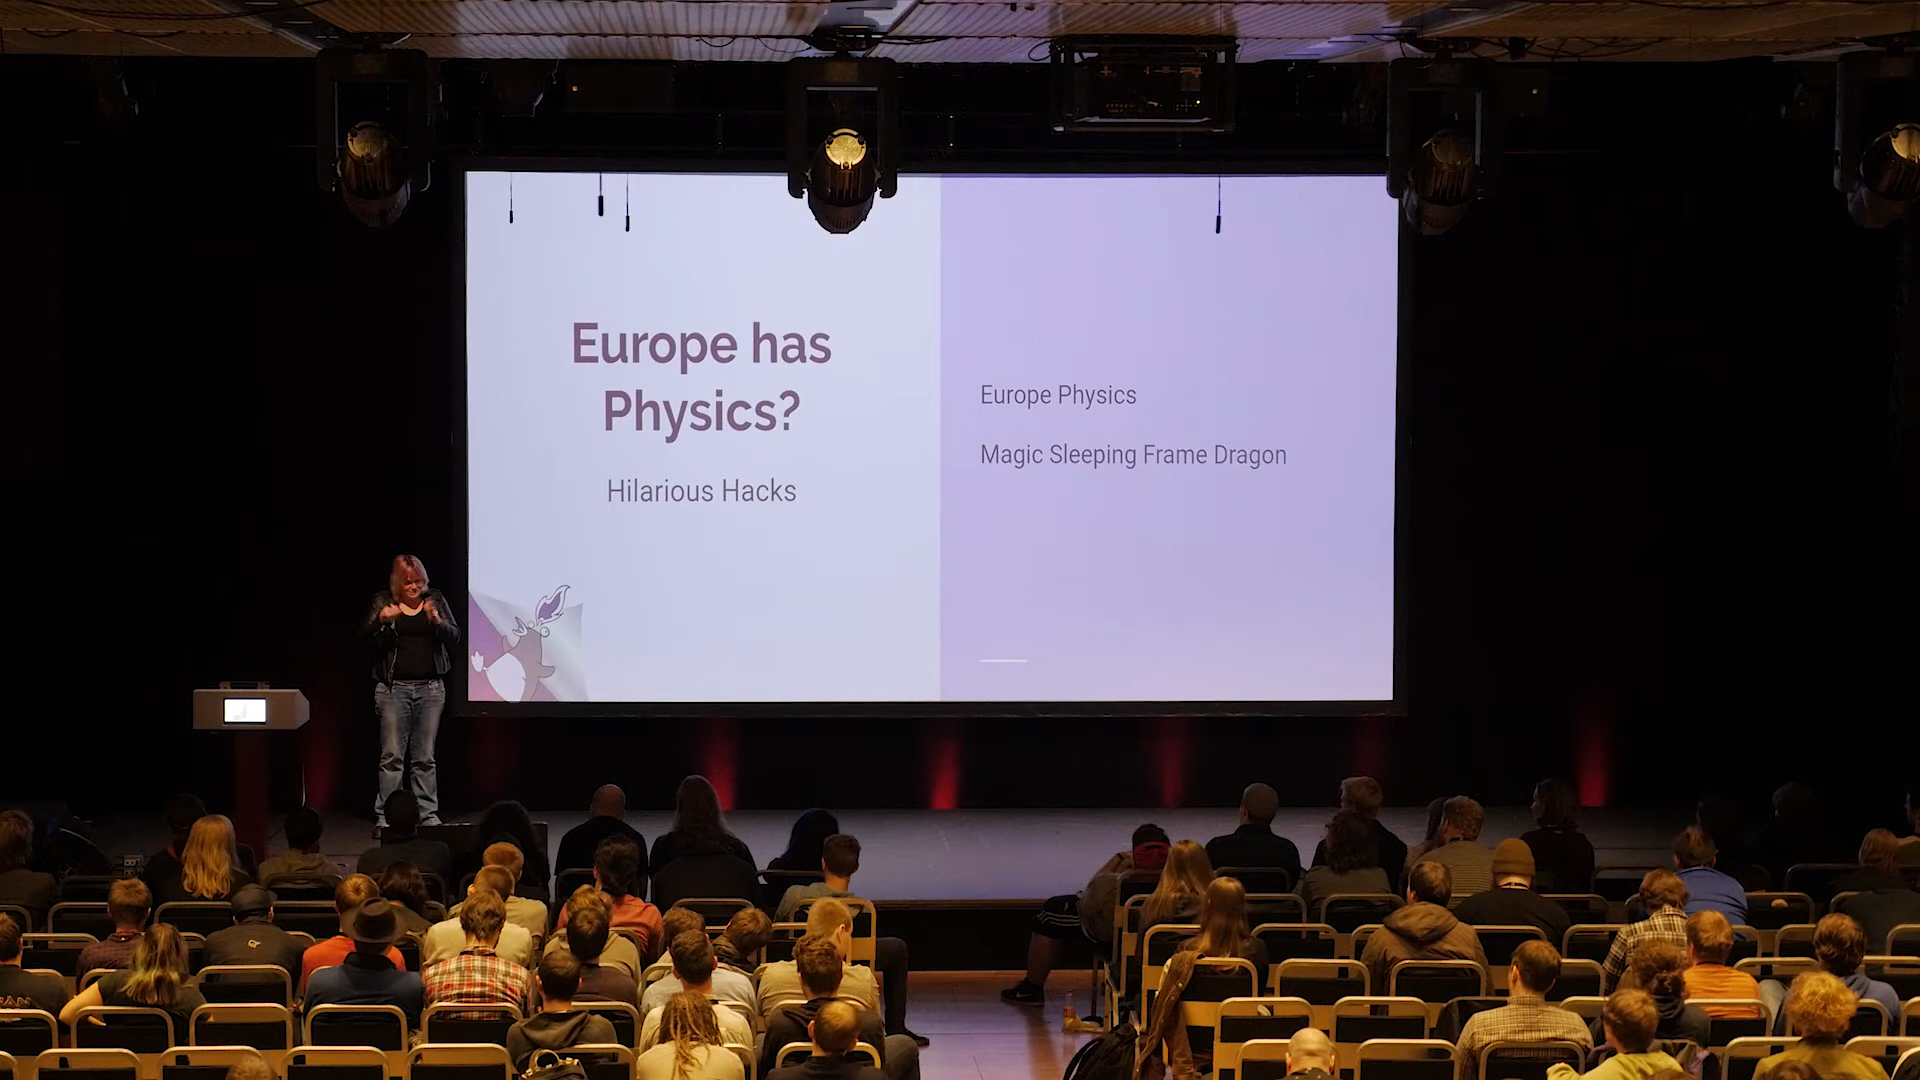 Europe has
Physics?
Hilarious Hacks
Europe Physics
Magic Sleeping Frame Dragon